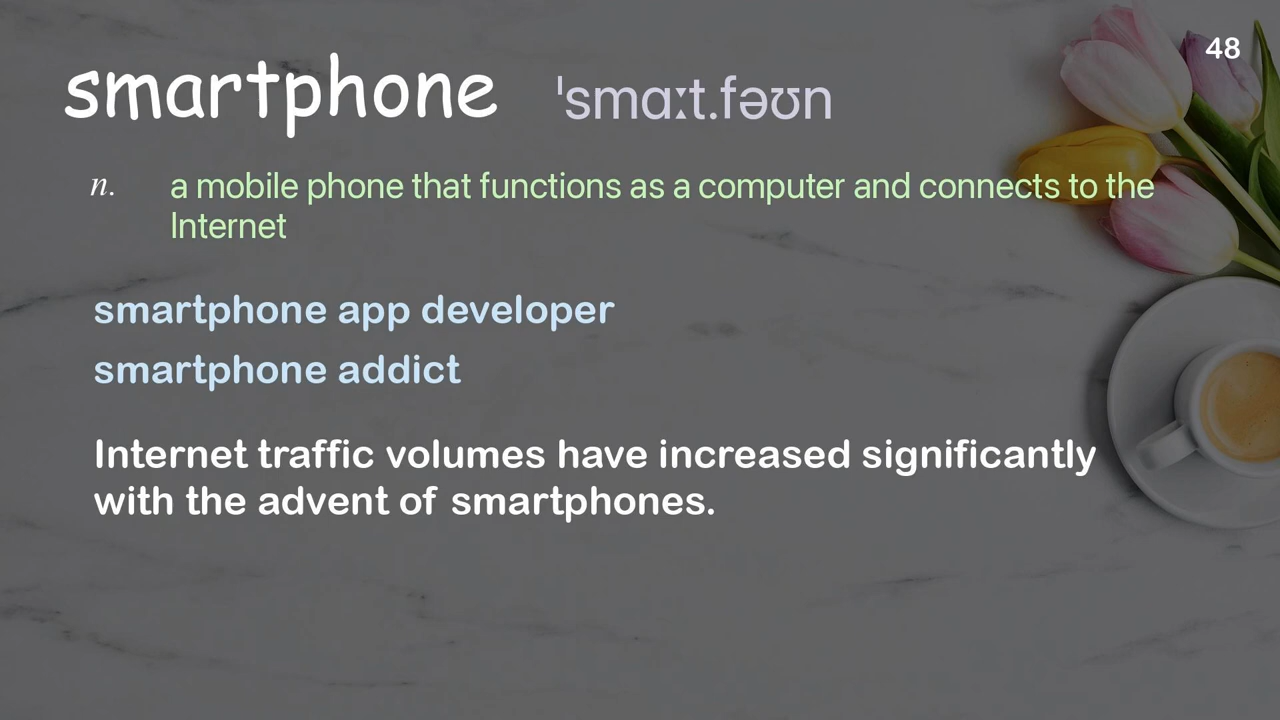 48
smartphone ˈsmɑːt.fəʊn
n. a mobile phone that functions as a computer and connects to the
Internet
smartphone app developer
smartphone addict
Internet traffic volumes have increased significantly
with the advent of smartphones.